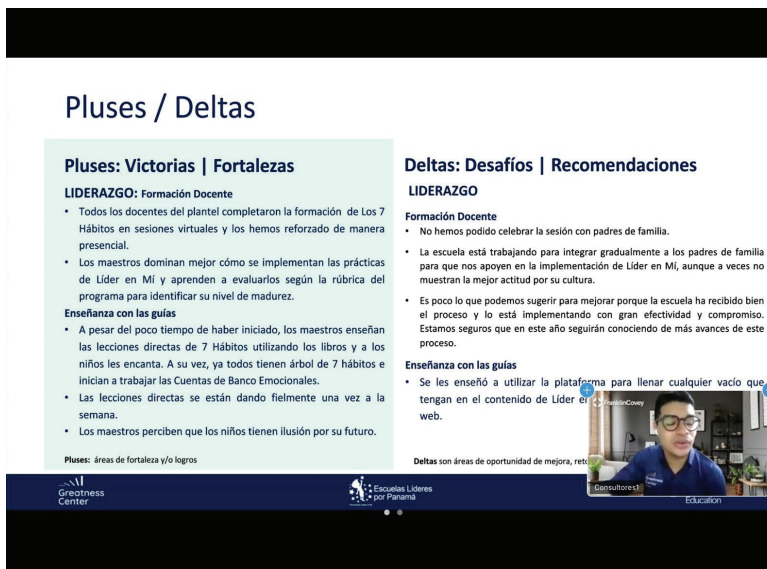 Pluses / Deltas
Pluses: Victorias | Fortalezas
LIDERAZGO: Formación Docente
• Todos los docentes del plantel completaron la formación de Los 7
Hábitos en sesiones virtuales y los hemos reforzado de manera
presencial.
• Los maestros dominan mejor cómo se implementan las prácticas
de Líder en Mí y aprenden a evaluarlos según la rúbrica del
programa para identificar su nivel de madurez.
Enseñanza con las guías
• A pesar del poco tiempo de haber iniciado, los maestros enseñan
las lecciones directas de 7 Hábitos utilizando los libros y a los
niños les encanta. A su vez, ya todos tienen árbol de 7 hábitos e
inician a trabajar las Cuentas de Banco Emocionales.
• Las lecciones directas se están dando fielmente una vez a la
semana.
• Los maestros perciben que los niños tienen ilusión por su futuro.
Pluses: áreas de fortaleza y/o logros
Deltas: Desafíos | Recomendaciones
LIDERAZGO
Formación Docente
• No hemos podido celebrar la sesión con padres de familia.
• La escuela está trabajando para integrar gradualmente a los padres de familia
para que nos apoyen en la implementación de Líder en Mí, aunque a veces no
muestran la mejor actitud por su cultura.
• Es poco lo que podemos sugerir para mejorar porque la escuela ha recibido bien
el proceso y lo está implementando con gran efectividad y compromiso.
Estamos seguros que en este año seguirán conociendo de más avances de este
proceso.
Enseñanza con las guías
• Se les enseñó a utilizar la plataforma para llenar cualquier vacío que
tengan en el contenido de Líder
web.
Deltas son áreas de oportunidad de mejora,
FranklinCovey
Consultores1
Greatness
Center
Escuelas Líderes
por Panamá
Education